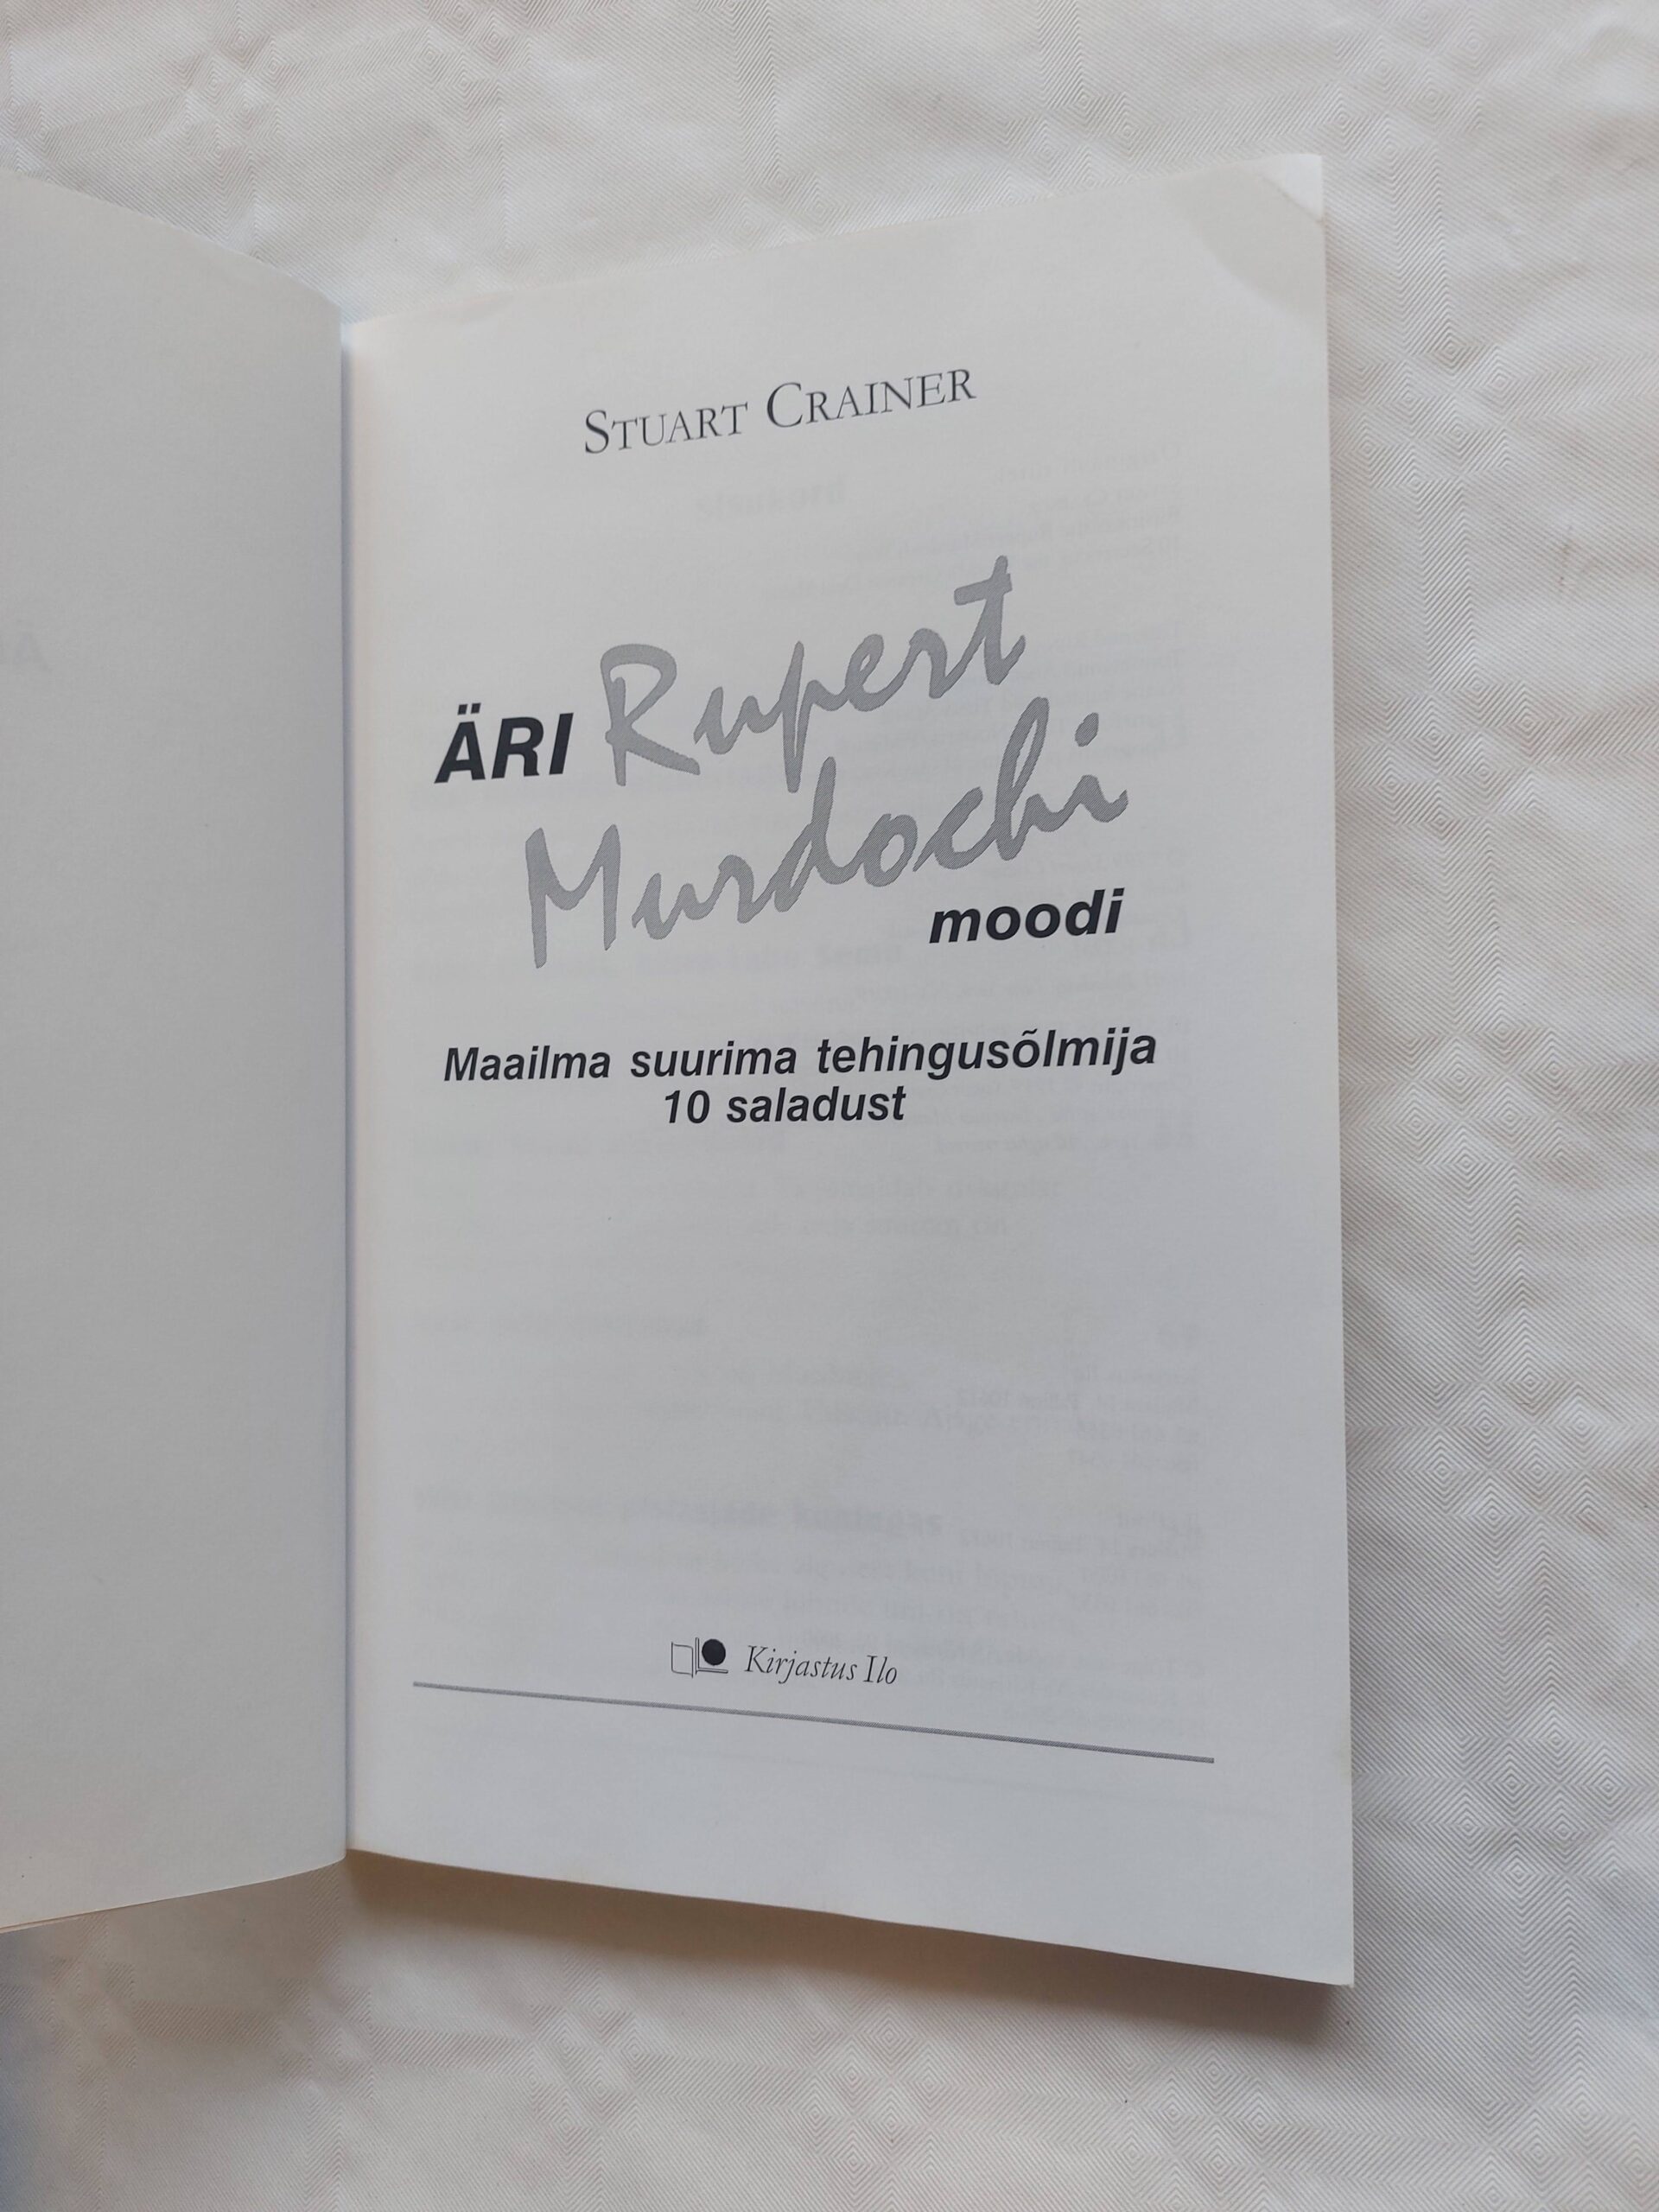 STUART CRAINER
ÄRI Rupert
Murdochi
moodi
Maailma suurima tehingusõlmija
10 saladust
Kirjastus Ilo